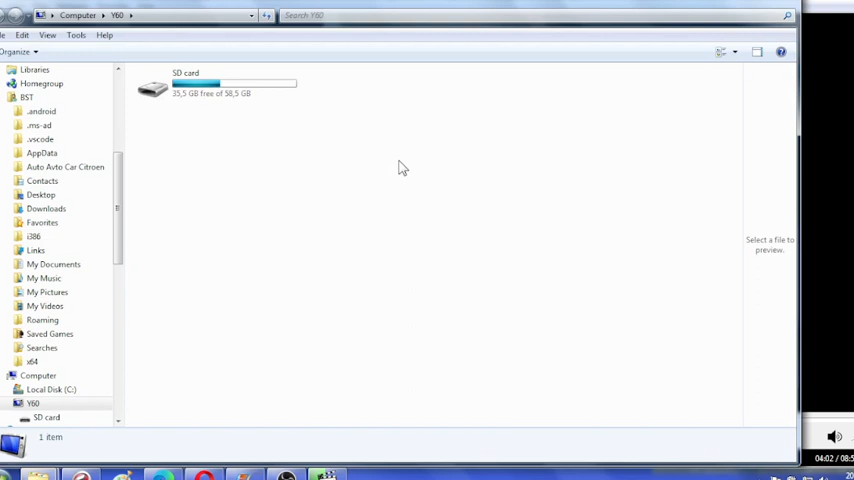 Computer ▸ Y60 ▸
Search Y60
Edit View Tools Help
Organize
Libraries
Homegroup
BST
.android
.ms-ad
.vscode
AppData
Auto Avto Car Citroen
Contacts
Desktop
Downloads
Favorites
i386
Links
My Documents
My Music
My Pictures
My Videos
Roaming
Saved Games
Searches
x64
Computer
Local Disk (C:)
Y60
SD card
SD card
35,5 GB free of 58,5 GB
Select a file to
preview.
1 item
04:02